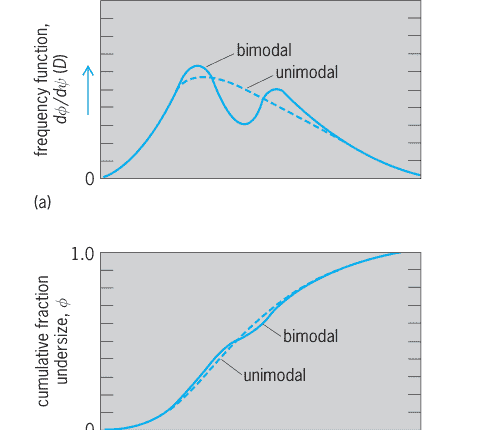 frequency function,
dϕ/dψ (D)
bimodal
unimodal
0
(a)
1.0
cumulative fraction
undersize, ϕ
bimodal
unimodal
0